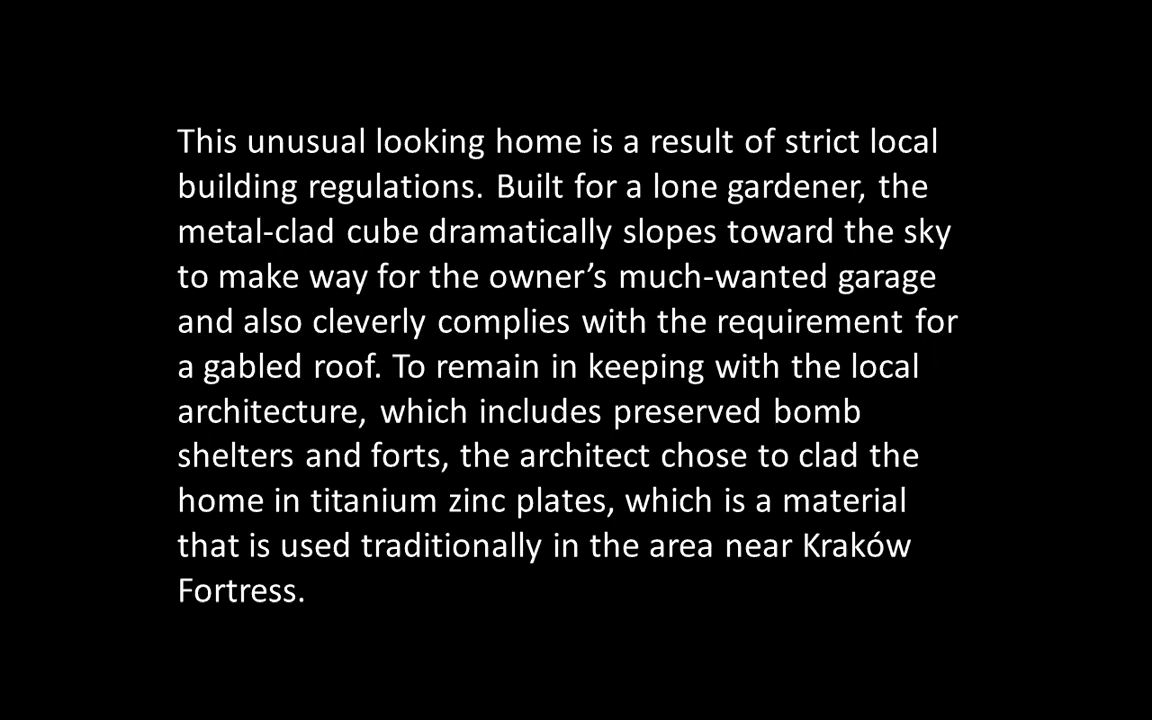 This unusual looking home is a result of strict local
building regulations. Built for a lone gardener, the
metal-clad cube dramatically slopes toward the sky
to make way for the owner’s much-wanted garage
and also cleverly complies with the requirement for
a gabled roof. To remain in keeping with the local
architecture, which includes preserved bomb
shelters and forts, the architect chose to clad the
home in titanium zinc plates, which is a material
that is used traditionally in the area near Kraków
Fortress.